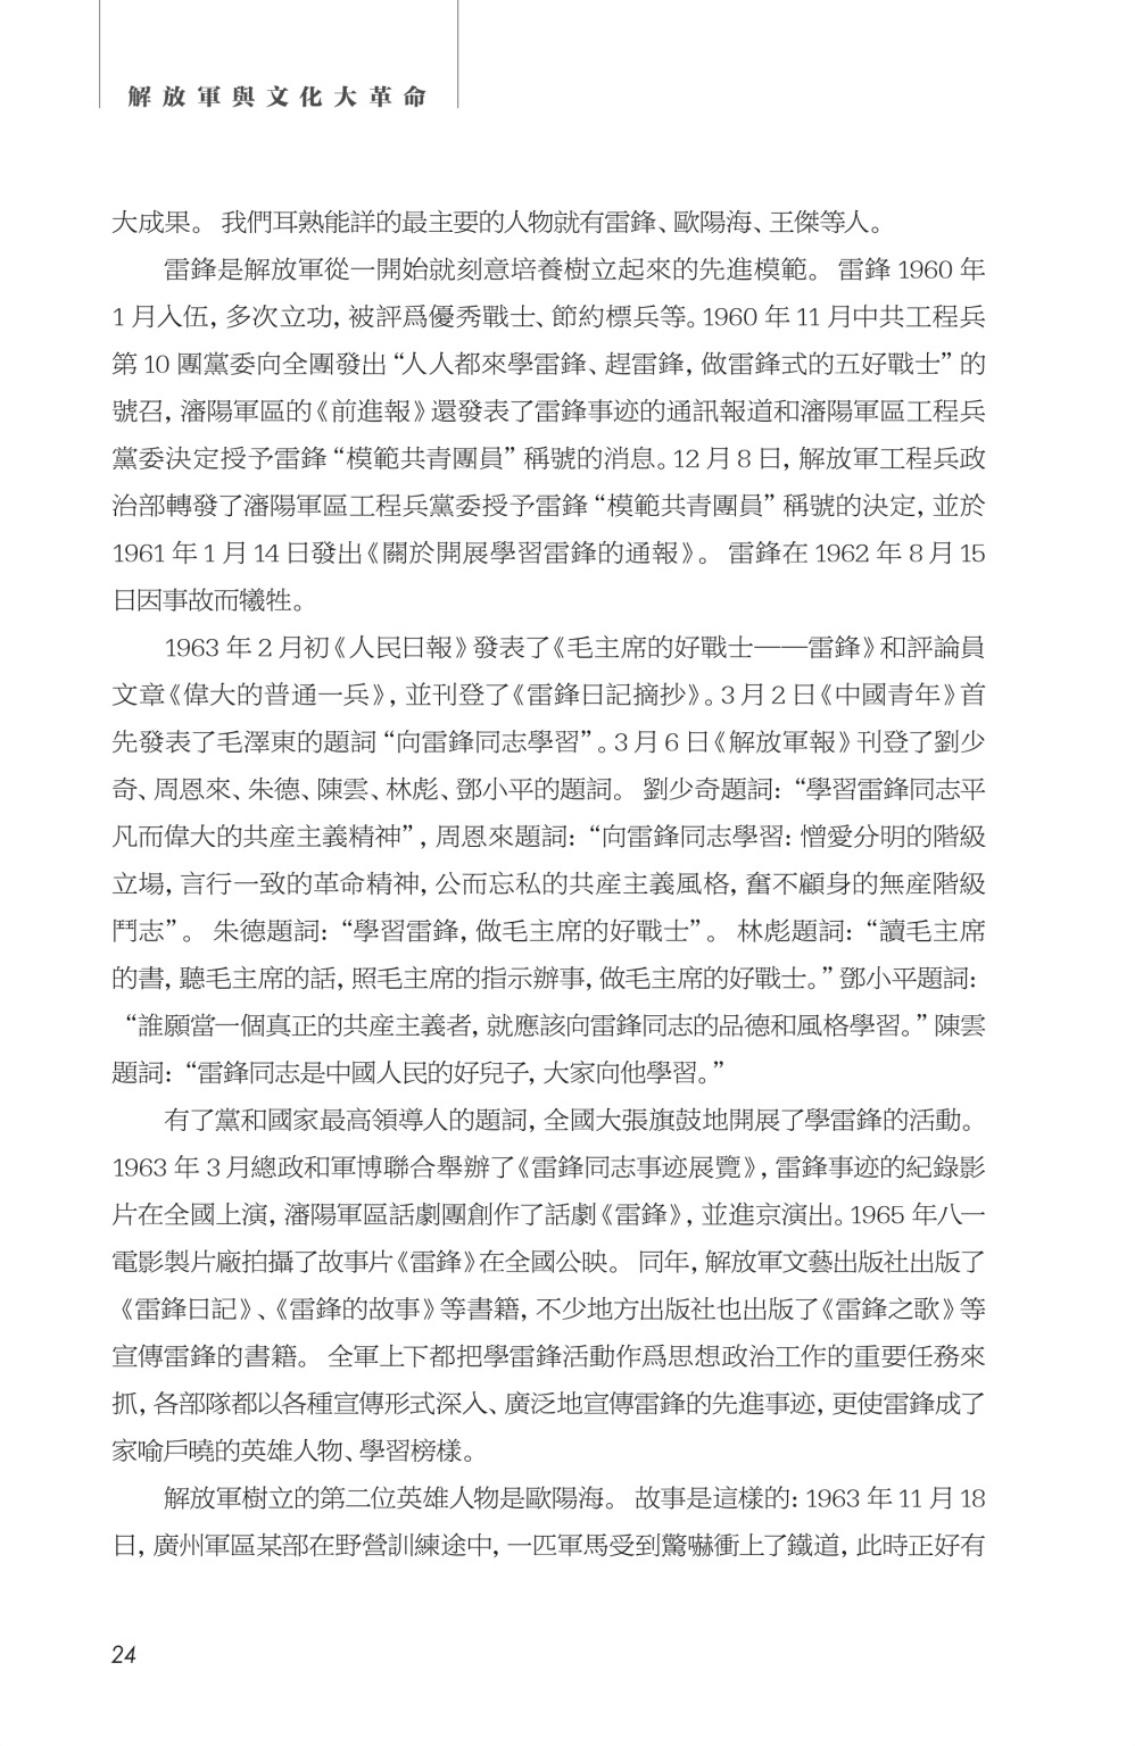 解放軍與文化大革命
大成果。 我們耳熟能詳的最主要的人物就有雷鋒、歐陽海、王傑等人。
雷鋒是解放軍從一開始就刻意培養樹立起來的先進模範。 雷鋒 1960 年
1 月入伍, 多次立功, 被評爲優秀戰士、節約標兵等。1960 年 11 月中共工程兵
第 10 團黨委向全團發出 “人人都來學雷鋒、趕雷鋒, 做雷鋒式的五好戰士” 的
號召, 瀋陽軍區的《前進報》還發表了雷鋒事迹的通訊報道和瀋陽軍區工程兵
黨委決定授予雷鋒 “模範共青團員” 稱號的消息。12 月 8 日, 解放軍工程兵政
治部轉發了瀋陽軍區工程兵黨委授予雷鋒 “模範共青團員” 稱號的決定, 並於
1961 年 1 月 14 日發出《關於開展學習雷鋒的通報》。 雷鋒在 1962 年 8 月 15
日因事故而犧牲。
1963 年 2 月初《人民日報》發表了《毛主席的好戰士——雷鋒》和評論員
文章《偉大的普通一兵》, 並刊登了《雷鋒日記摘抄》。3 月 2 日《中國青年》首
先發表了毛澤東的題詞 “向雷鋒同志學習”。3 月 6 日《解放軍報》刊登了劉少
奇、周恩來、朱德、陳雲、林彪、鄧小平的題詞。 劉少奇題詞: “學習雷鋒同志平
凡而偉大的共産主義精神”, 周恩來題詞: “向雷鋒同志學習: 憎愛分明的階級
立場, 言行一致的革命精神, 公而忘私的共産主義風格, 奮不顧身的無産階級
鬥志”。 朱德題詞: “學習雷鋒, 做毛主席的好戰士”。 林彪題詞: “讀毛主席
的書, 聽毛主席的話, 照毛主席的指示辦事, 做毛主席的好戰士。” 鄧小平題詞:
“誰願當一個真正的共産主義者, 就應該向雷鋒同志的品德和風格學習。” 陳雲
題詞: “雷鋒同志是中國人民的好兒子, 大家向他學習。”
有了黨和國家最高領導人的題詞, 全國大張旗鼓地開展了學雷鋒的活動。
1963 年 3 月總政和軍博聯合舉辦了《雷鋒同志事迹展覽》, 雷鋒事迹的紀錄影
片在全國上演, 瀋陽軍區話劇團創作了話劇《雷鋒》, 並進京演出。1965 年八一
電影製片廠拍攝了故事片《雷鋒》在全國公映。 同年, 解放軍文藝出版社出版了
《雷鋒日記》、《雷鋒的故事》等書籍, 不少地方出版社也出版了《雷鋒之歌》等
宣傳雷鋒的書籍。 全軍上下都把學雷鋒活動作爲思想政治工作的重要任務來
抓, 各部隊都以各種宣傳形式深入、廣泛地宣傳雷鋒的先進事迹, 更使雷鋒成了
家喻戶曉的英雄人物、學習榜樣。
解放軍樹立的第二位英雄人物是歐陽海。 故事是這樣的: 1963 年 11 月 18
日, 廣州軍區某部在野營訓練途中, 一匹軍馬受到驚嚇衝上了鐵道, 此時正好有
24